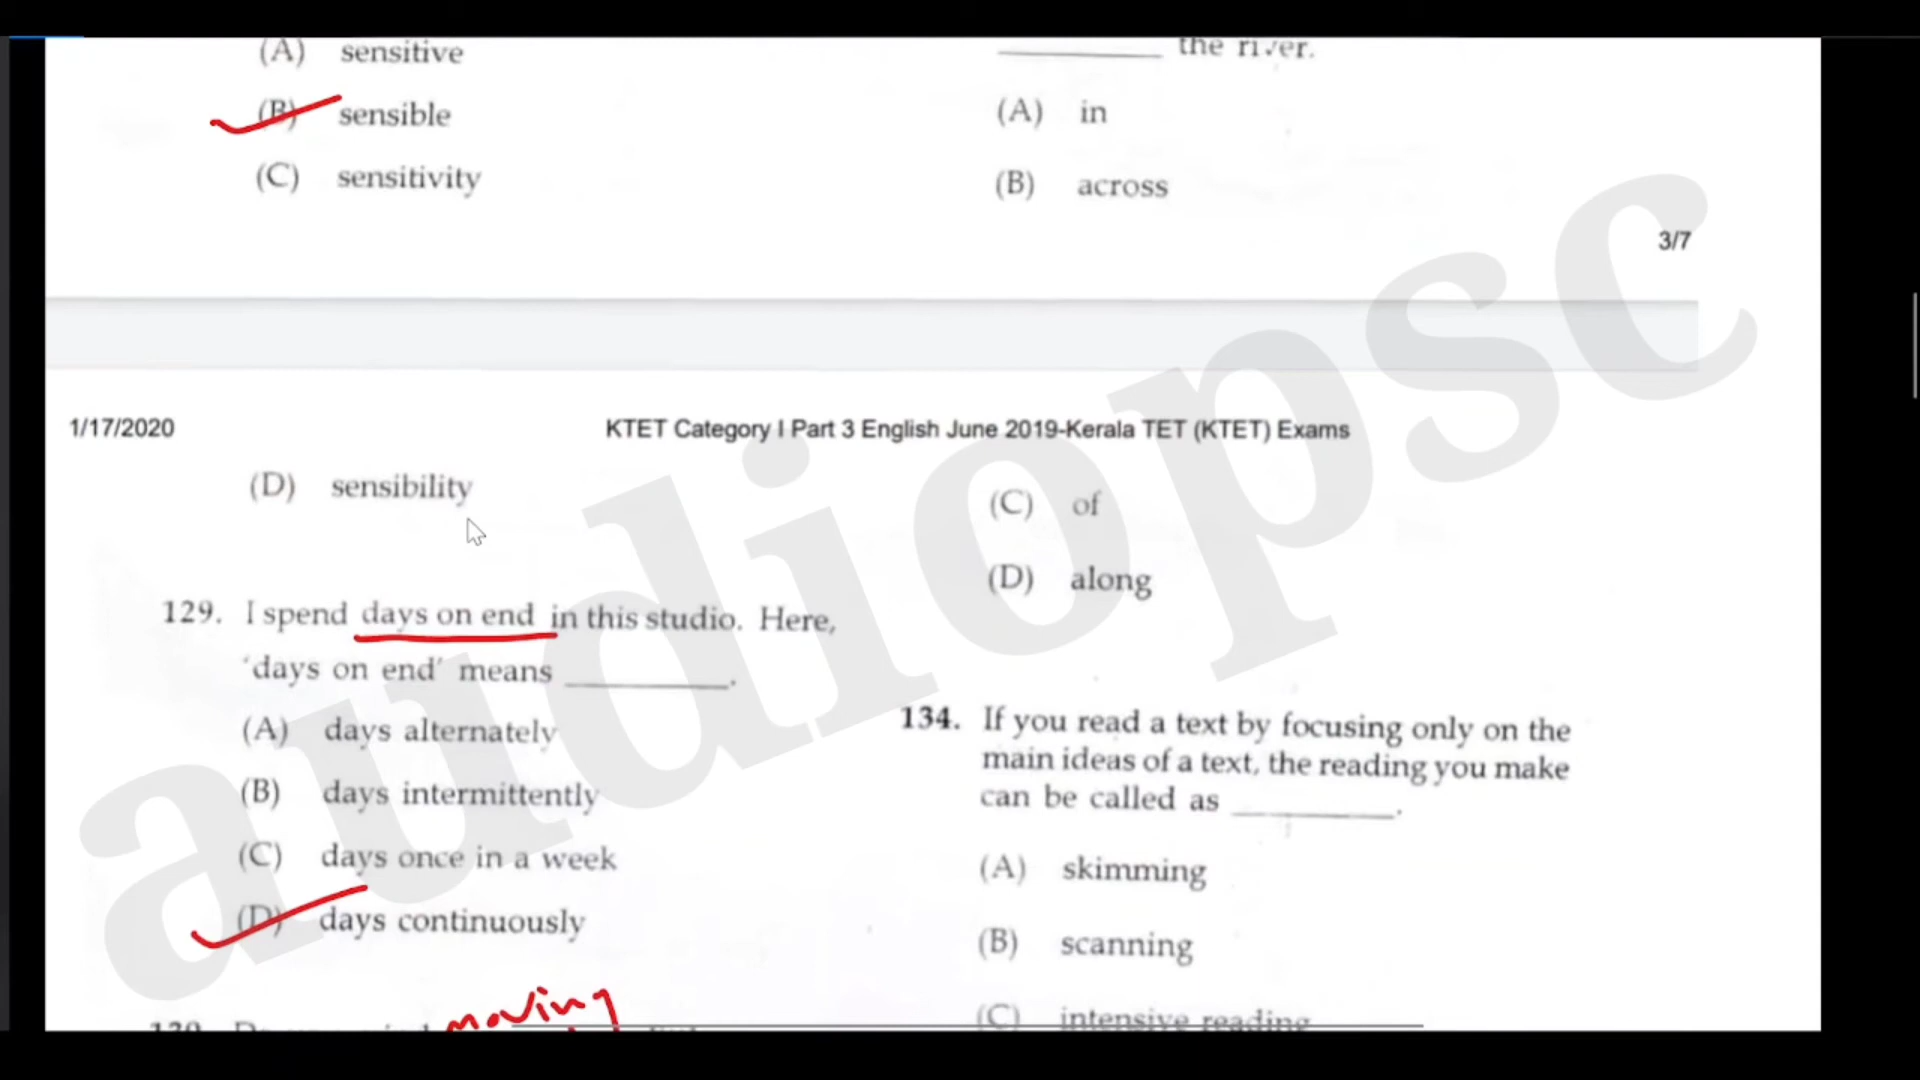 (A) sensitive
(B) sensible
(C) sensitivity
__________ the river.
(A) in
(B) across
3/7
1/17/2020
KTET Category I Part 3 English June 2019-Kerala TET (KTET) Exams
(D) sensibility
129. I spend days on end in this studio. Here,
'days on end' means __________.
(A) days alternately
(B) days intermittently
(C) days once in a week
(D) days continuously
moving
(C) of
(D) along
134. If you read a text by focusing only on the
main ideas of a text, the reading you make
can be called as __________.
(A) skimming
(B) scanning
(C) intensive reading
audiopsc